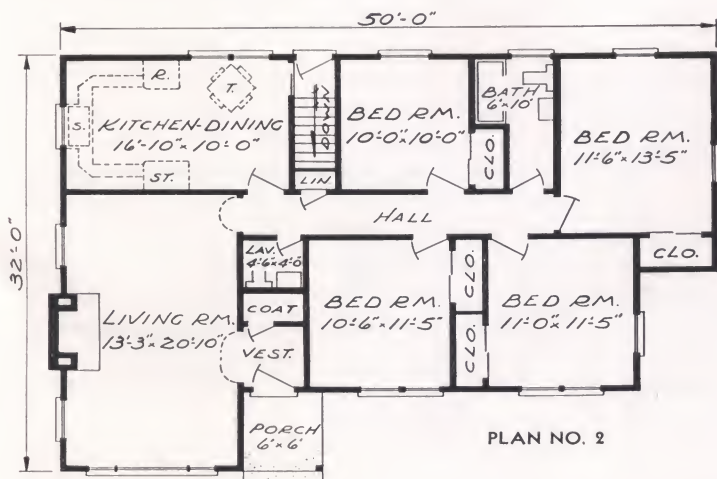 50'-0"
32'-0"
R.
T.
S.
KITCHEN-DINING
16'-10" x 10'-0"
ST.
DOWN
LIN.
BED RM.
10'-0" x 10'-0"
CLO.
BATH
6' x 10'
BED RM.
11'-6" x 13'-5"
CLO.
HALL
LAV.
4'-6" x 4'-0"
COAT
VEST.
LIVING RM.
13'-3" x 20'-10"
BED RM.
10'-6" x 11'-5"
CLO.
CLO.
BED RM.
11'-0" x 11'-5"
PORCH
6' x 6'
PLAN NO. 2